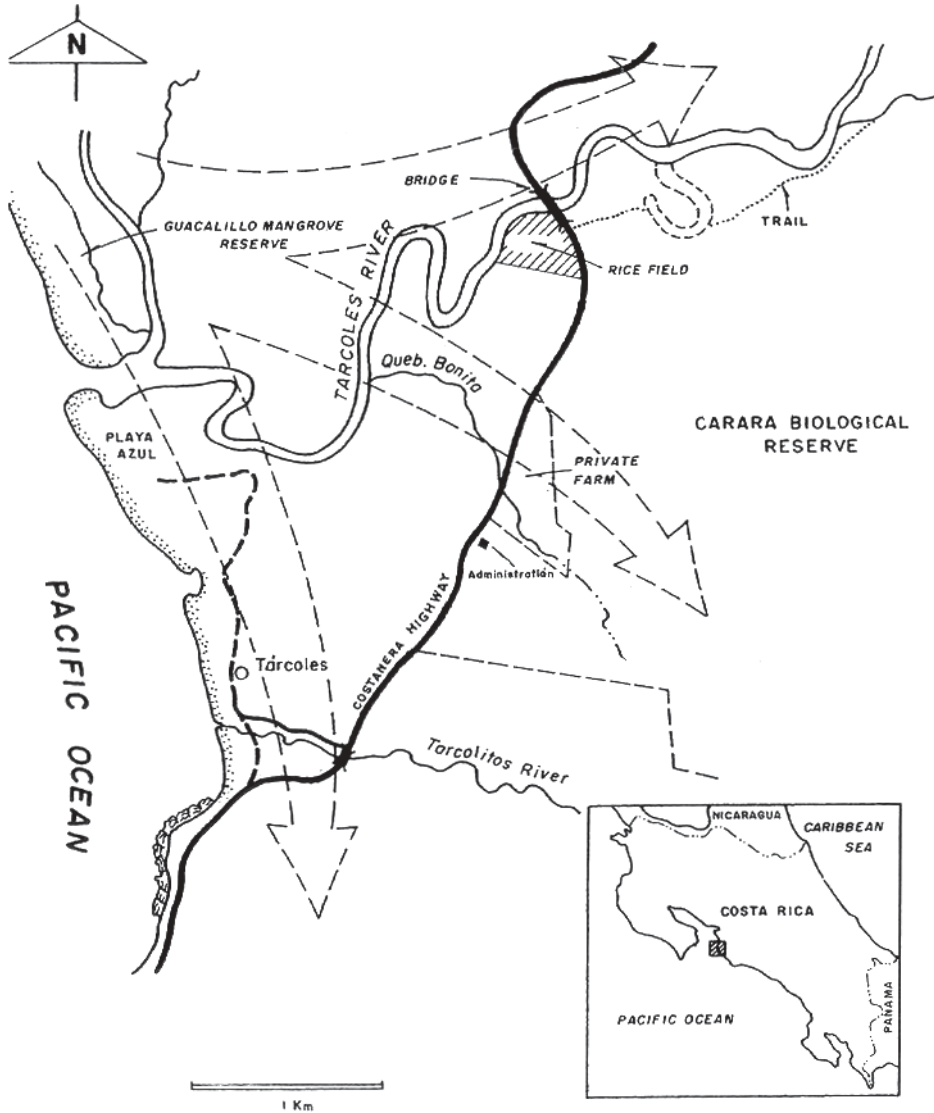 N
BRIDGE
GUACALILLO MANGROVE
RESERVE
TRAIL
RICE FIELD
TARCOLES RIVER
Queb. Bonita
PLAYA
AZUL
CARARA BIOLOGICAL
RESERVE
PRIVATE
FARM
Administratión
PACIFIC OCEAN
COSTANERA HIGHWAY
Tárcoles
Tarcolitos River
NICARAGUA
CARIBBEAN
SEA
COSTA RICA
PANAMA
PACIFIC OCEAN
1 Km